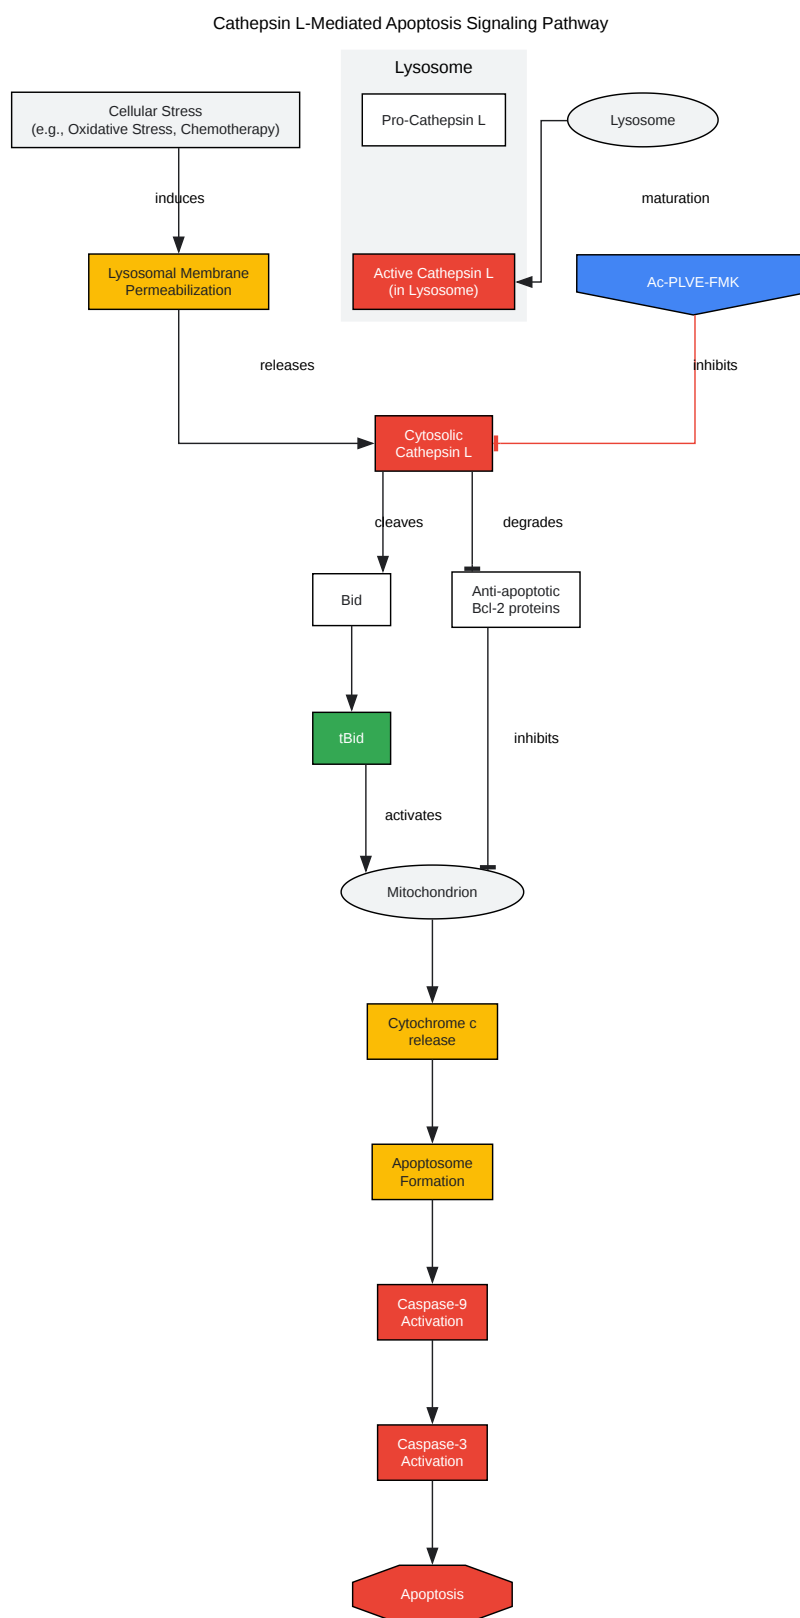 Cathepsin L-Mediated Apoptosis Signaling Pathway
Lysosome
Cellular Stress
(e.g., Oxidative Stress, Chemotherapy)
Pro-Cathepsin L
Lysosome
induces
maturation
Lysosomal Membrane
Permeabilization
Active Cathepsin L
(in Lysosome)
Ac-PLVE-FMK
releases
inhibits
Cytosolic
Cathepsin L
cleaves
degrades
Bid
Anti-apoptotic
Bcl-2 proteins
tBid
inhibits
activates
Mitochondrion
Cytochrome c
release
Apoptosome
Formation
Caspase-9
Activation
Caspase-3
Activation
Apoptosis